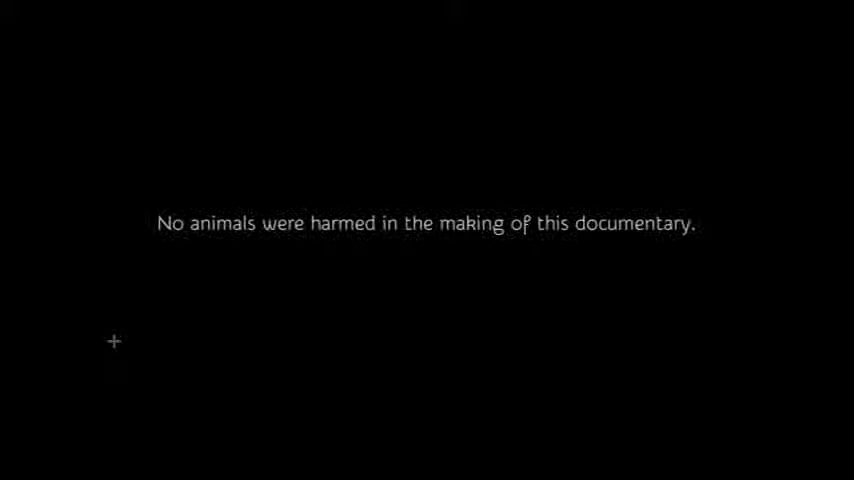 No animals were harmed in the making of this documentary.